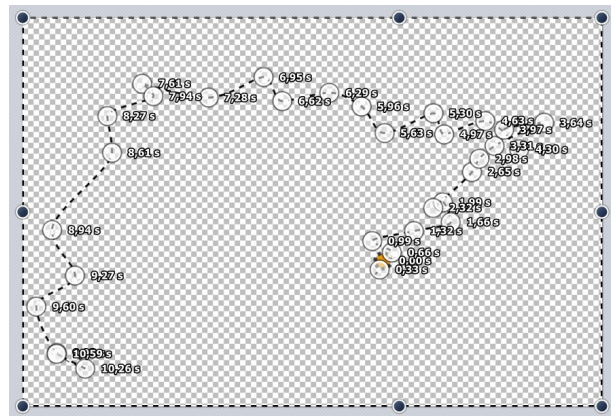 7,61 s
6,95 s
7,94 s
7,28 s
6,62 s
6,29 s
5,96 s
8,27 s
5,63 s
5,30 s
4,97 s
4,63 s
3,97 s
3,64 s
3,31 s
4,30 s
2,98 s
2,65 s
8,61 s
1,99 s
2,32 s
1,66 s
1,32 s
8,94 s
0,99 s
0,66 s
0,00 s
0,33 s
9,27 s
9,60 s
10,59 s
10,26 s